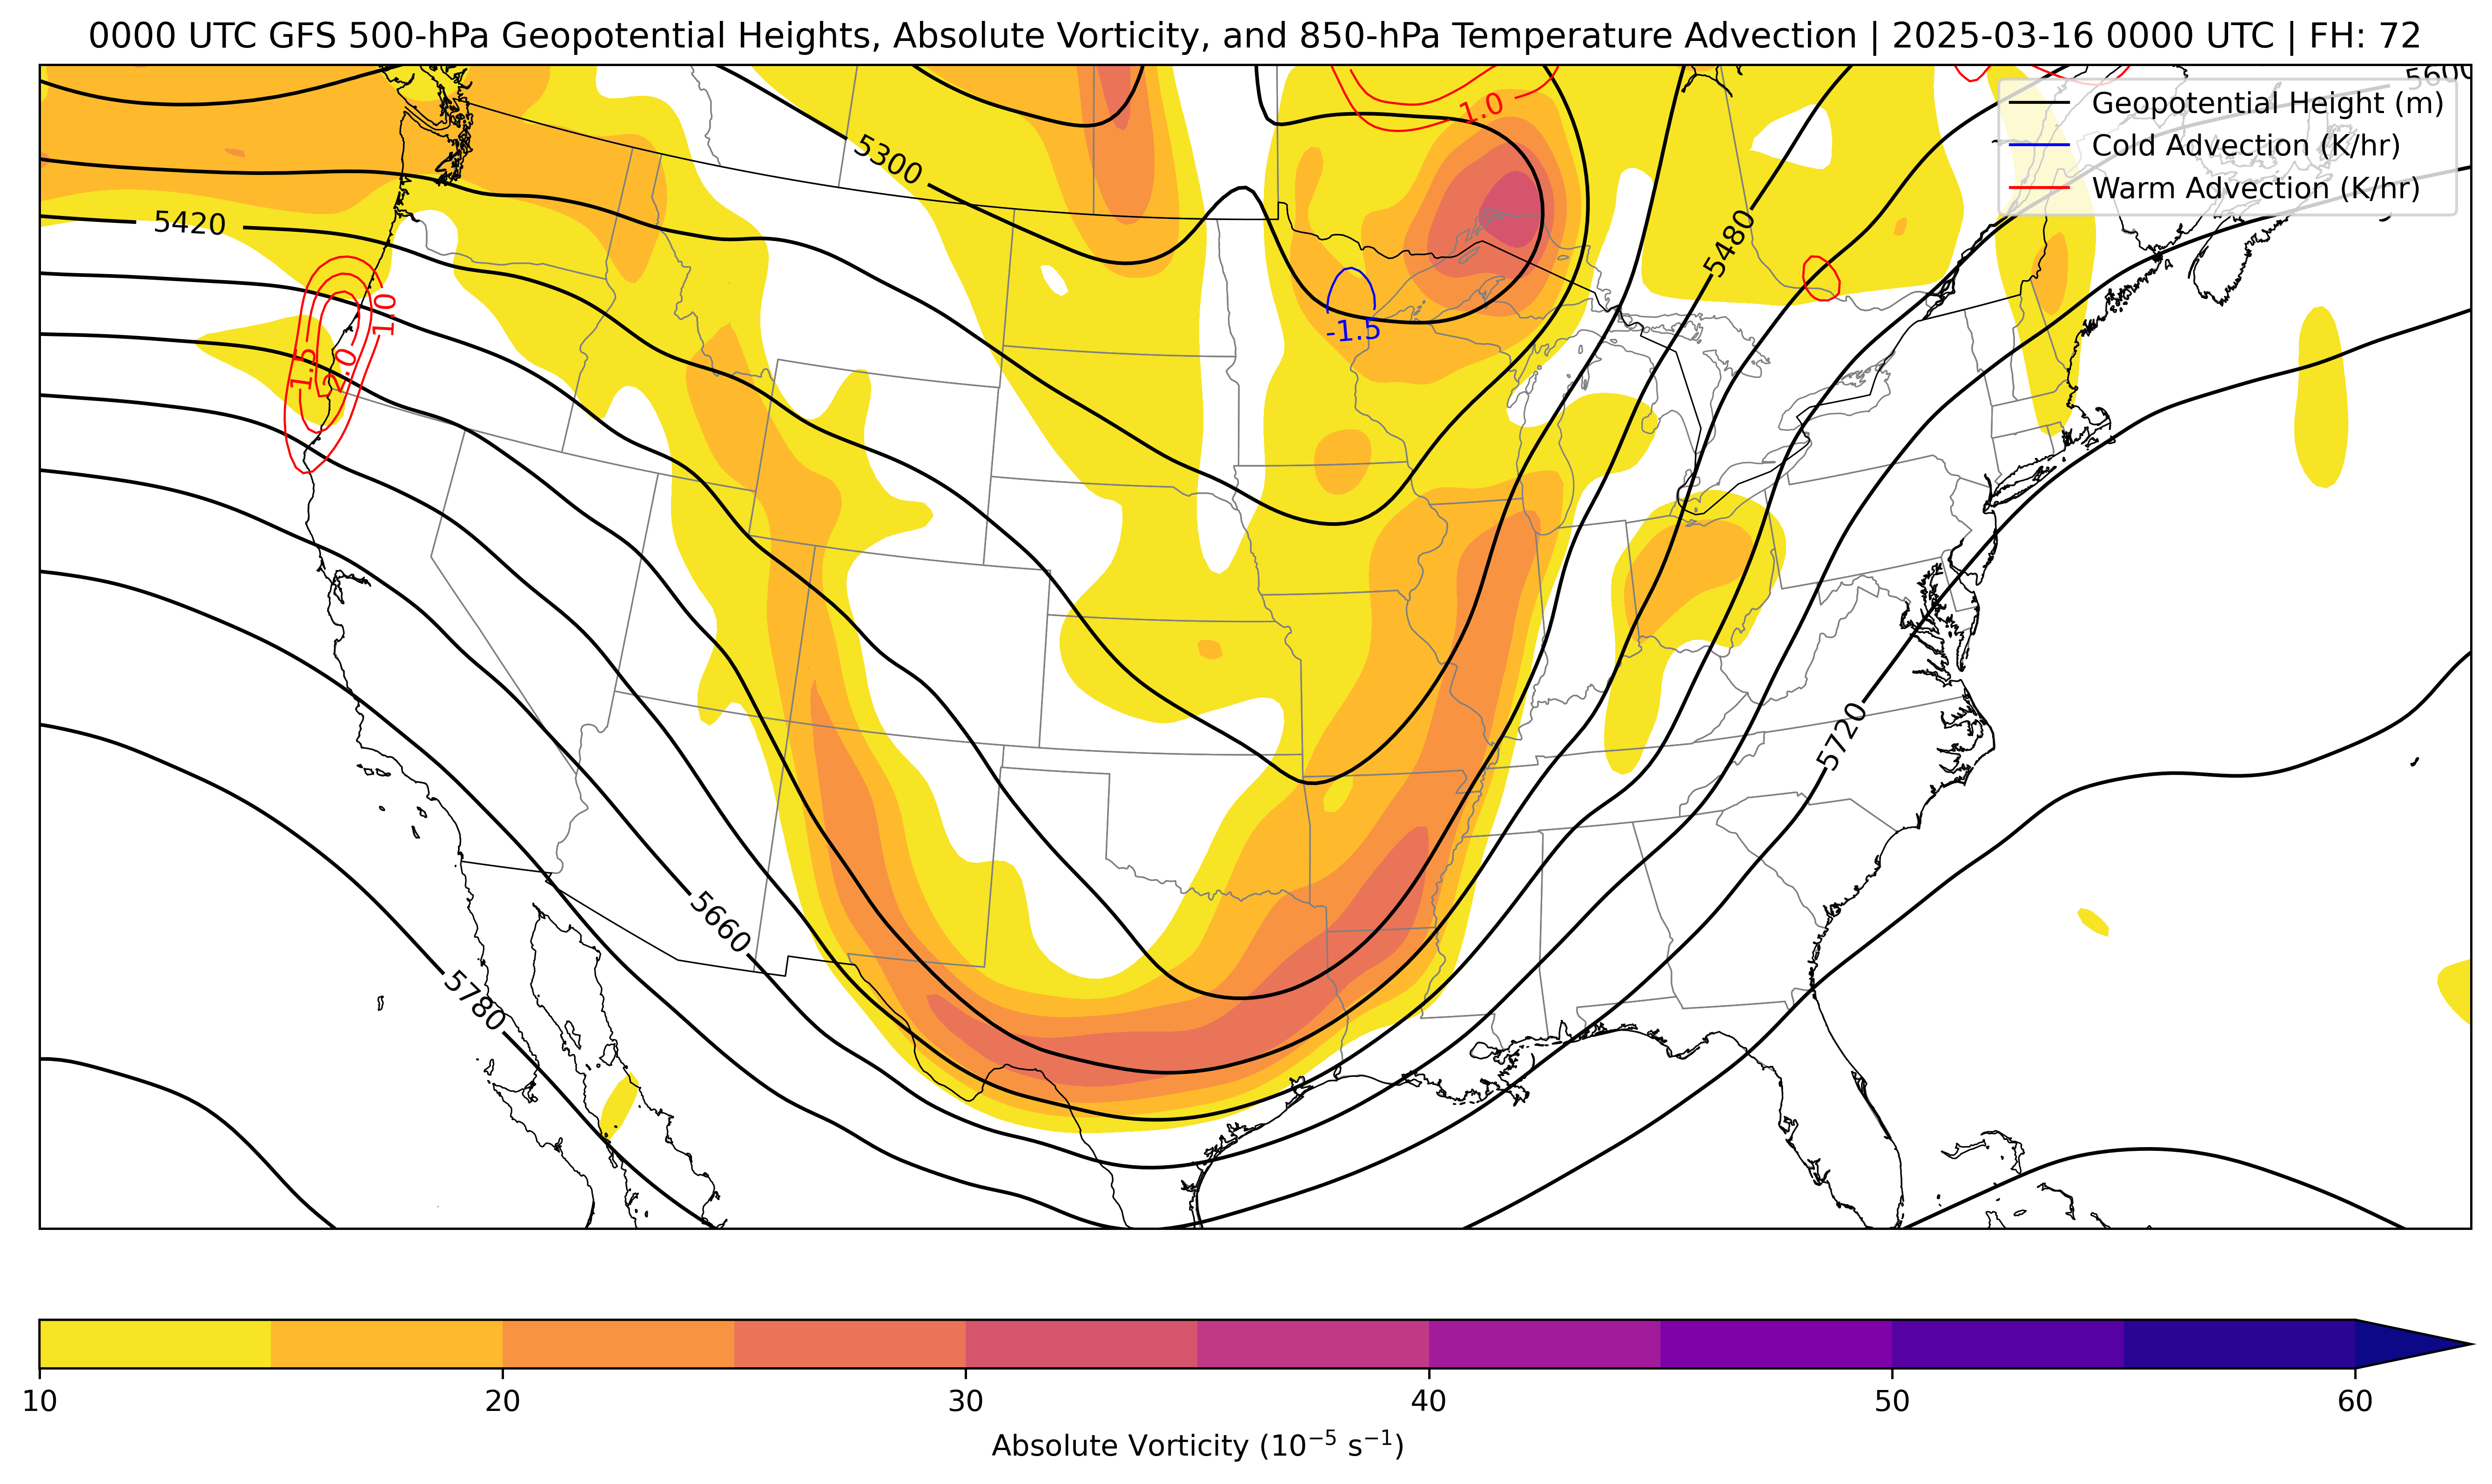 0000 UTC GFS 500-hPa Geopotential Heights, Absolute Vorticity, and 850-hPa Temperature Advection | 2025-03-16 0000 UTC | FH: 72
5600
Geopotential Height (m)
Cold Advection (K/hr)
Warm Advection (K/hr)
1.0
5300
5420
5480
1.0
-1.5
1.5
2.0
5720
5660
5780
10 20 30 40 50 60
Absolute Vorticity (10⁻⁵ s⁻¹)